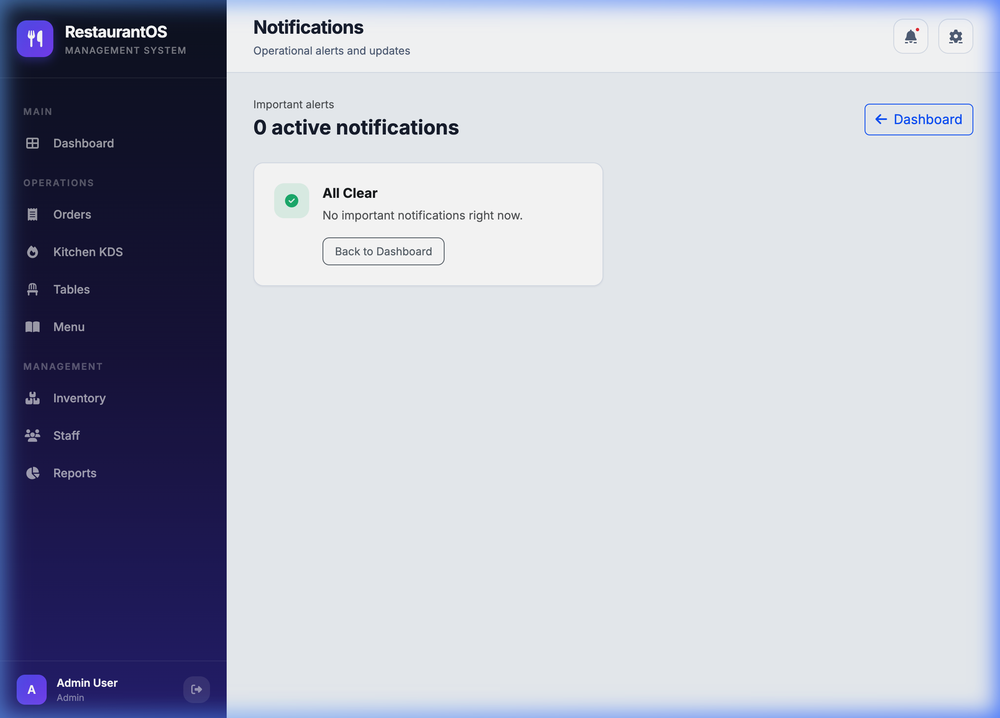 RestaurantOS
MANAGEMENT SYSTEM
MAIN
Dashboard
OPERATIONS
Orders
Kitchen KDS
Tables
Menu
MANAGEMENT
Inventory
Staff
Reports
A
Admin User
Admin
Notifications
Operational alerts and updates
Important alerts
0 active notifications
Dashboard
All Clear
No important notifications right now.
Back to Dashboard